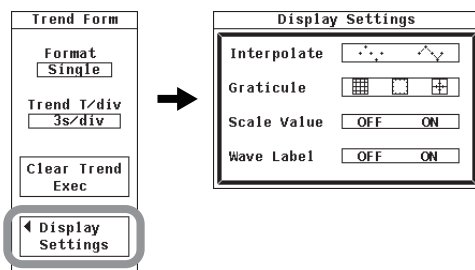 Trend Form
Format
Single
Trend T/div
3s/div
Clear Trend
Exec
Display
Settings
Display Settings
Interpolate
Graticule
Scale Value OFF ON
Wave Label OFF ON